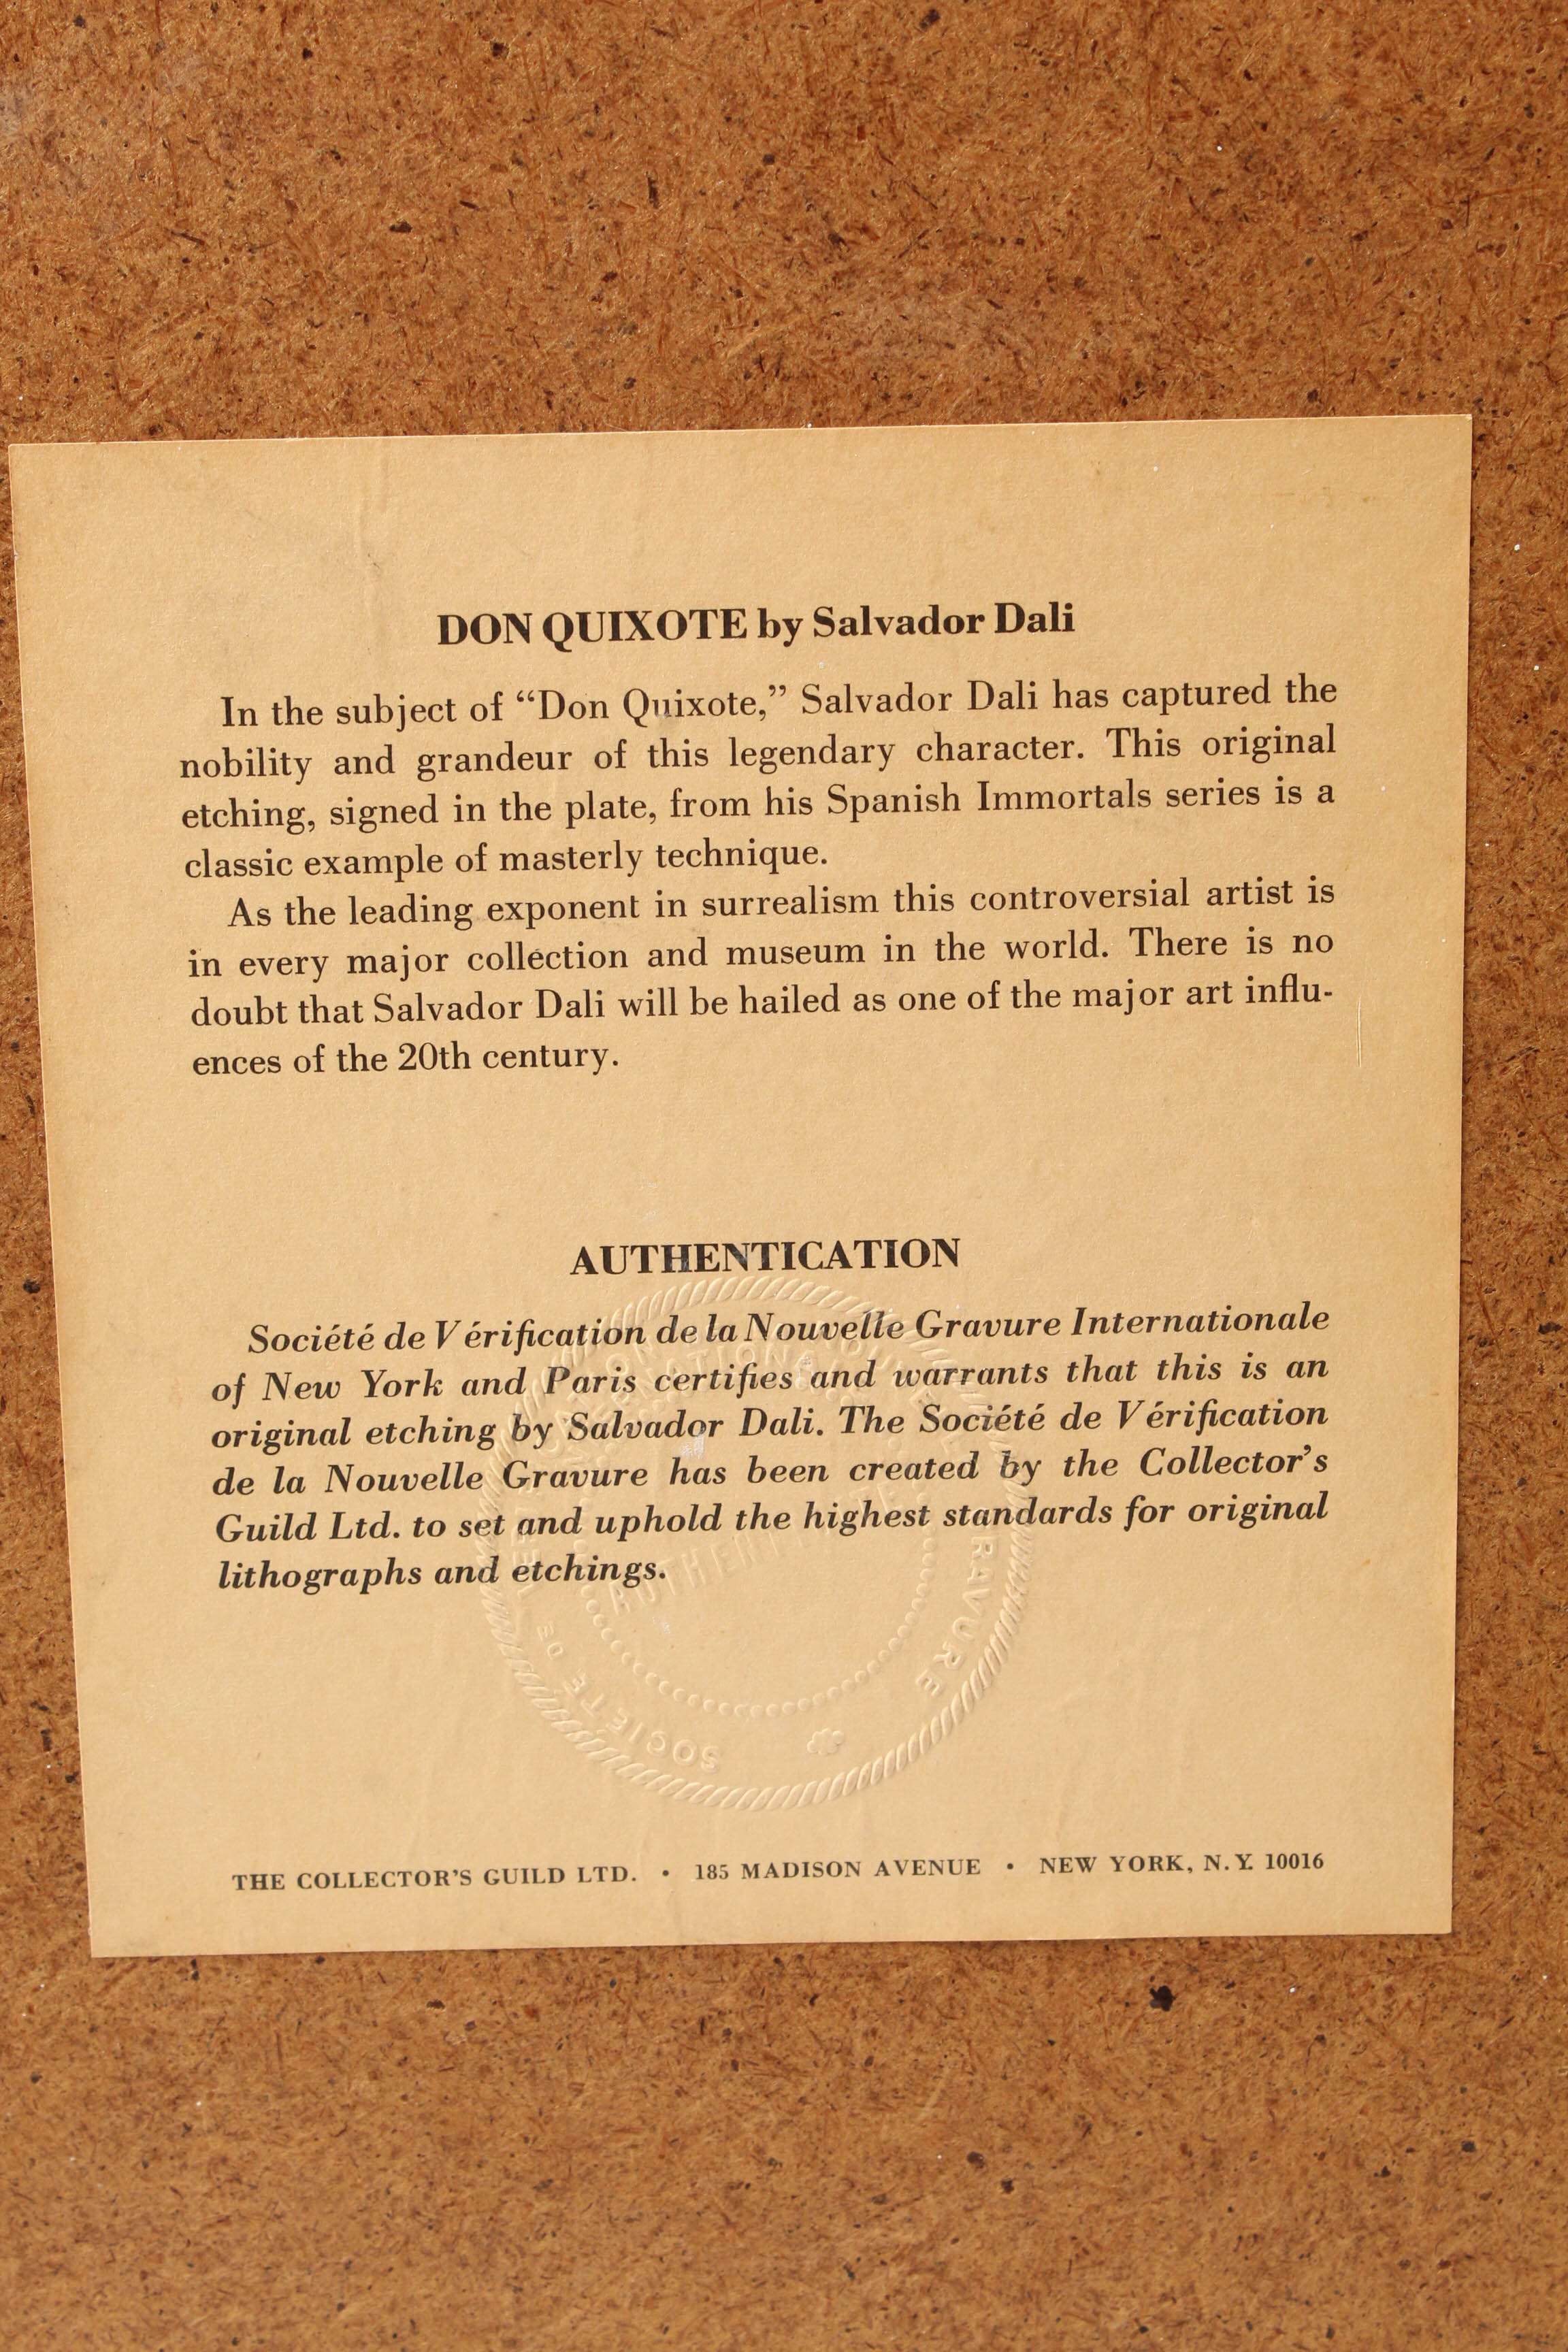 DON QUIXOTE by Salvador Dali
In the subject of “Don Quixote,” Salvador Dali has captured the
nobility and grandeur of this legendary character. This original
etching, signed in the plate, from his Spanish Immortals series is a
classic example of masterly technique.
As the leading exponent in surrealism this controversial artist is
in every major collection and museum in the world. There is no
doubt that Salvador Dali will be hailed as one of the major art influ-
ences of the 20th century.
AUTHENTICATION
Société de Vérification de la Nouvelle Gravure Internationale
of New York and Paris certifies and warrants that this is an
original etching by Salvador Dali. The Société de Vérification
de la Nouvelle Gravure has been created by the Collector’s
Guild Ltd. to set and uphold the highest standards for original
lithographs and etchings.
SOCIETE DE
THE COLLECTOR’S GUILD LTD. • 185 MADISON AVENUE • NEW YORK, N.Y. 10016